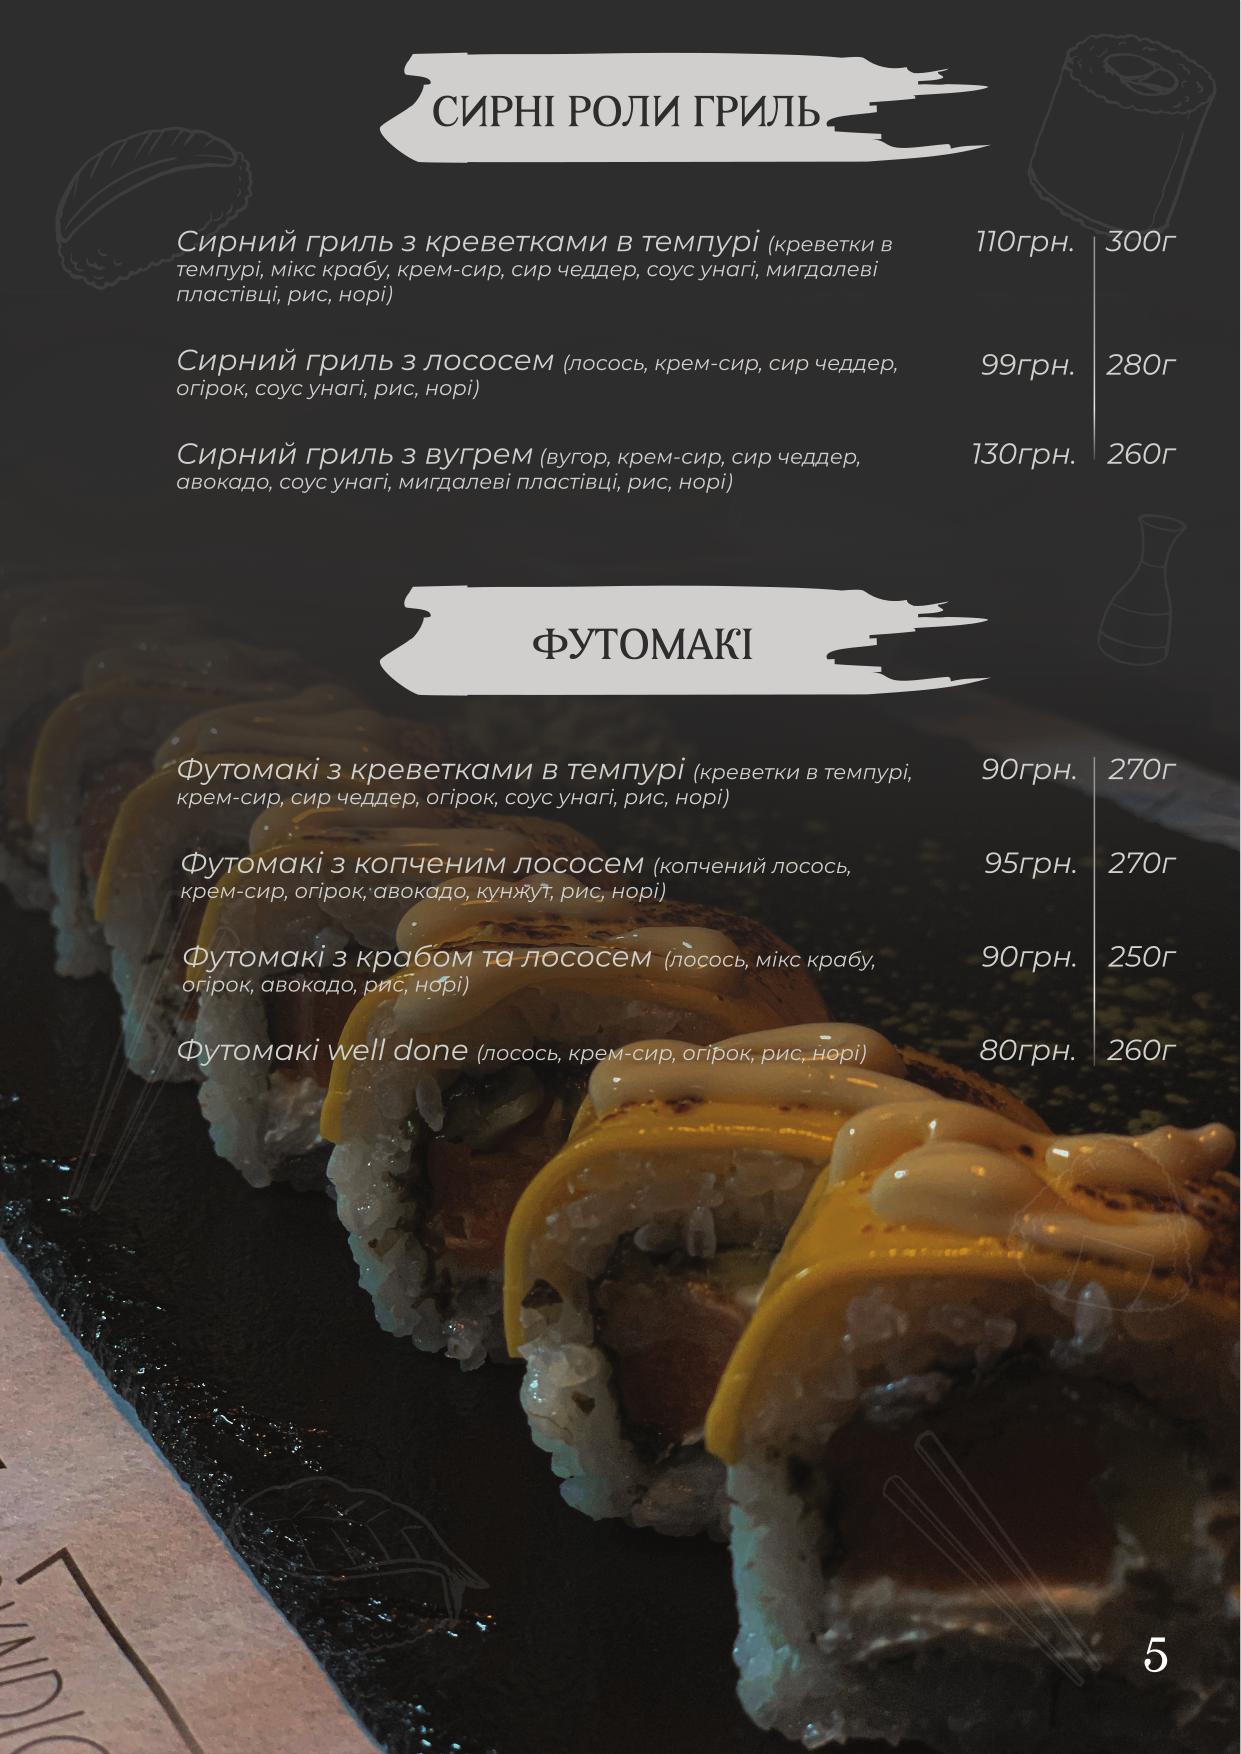 СИРНІ РОЛИ ГРИЛЬ
Сирний гриль з креветками в темпурі (креветки в 110грн. 300г
темпурі, мікс крабу, крем-сир, сир чеддер, соус унагі, мигдалеві
пластівці, рис, норі)
Сирний гриль з лососем (лосось, крем-сир, сир чеддер, 99грн. 280г
огірок, соус унагі, рис, норі)
Сирний гриль з вугрем (вугор, крем-сир, сир чеддер, 130грн. 260г
авокадо, соус унагі, мигдалеві пластівці, рис, норі)
ФУТОМАКІ
Футомакі з креветками в темпурі (креветки в темпурі, 90грн. 270г
крем-сир, сир чеддер, огірок, соус унагі, рис, норі)
Футомакі з копченим лососем (копчений лосось, 95грн. 270г
крем-сир, огірок, авокадо, кунжут, рис, норі)
Футомакі з крабом та лососем (лосось, мікс крабу, 90грн. 250г
огірок, авокадо, рис, норі)
Футомакі well done (лосось, крем-сир, огірок, рис, норі) 80грн. 260г
5